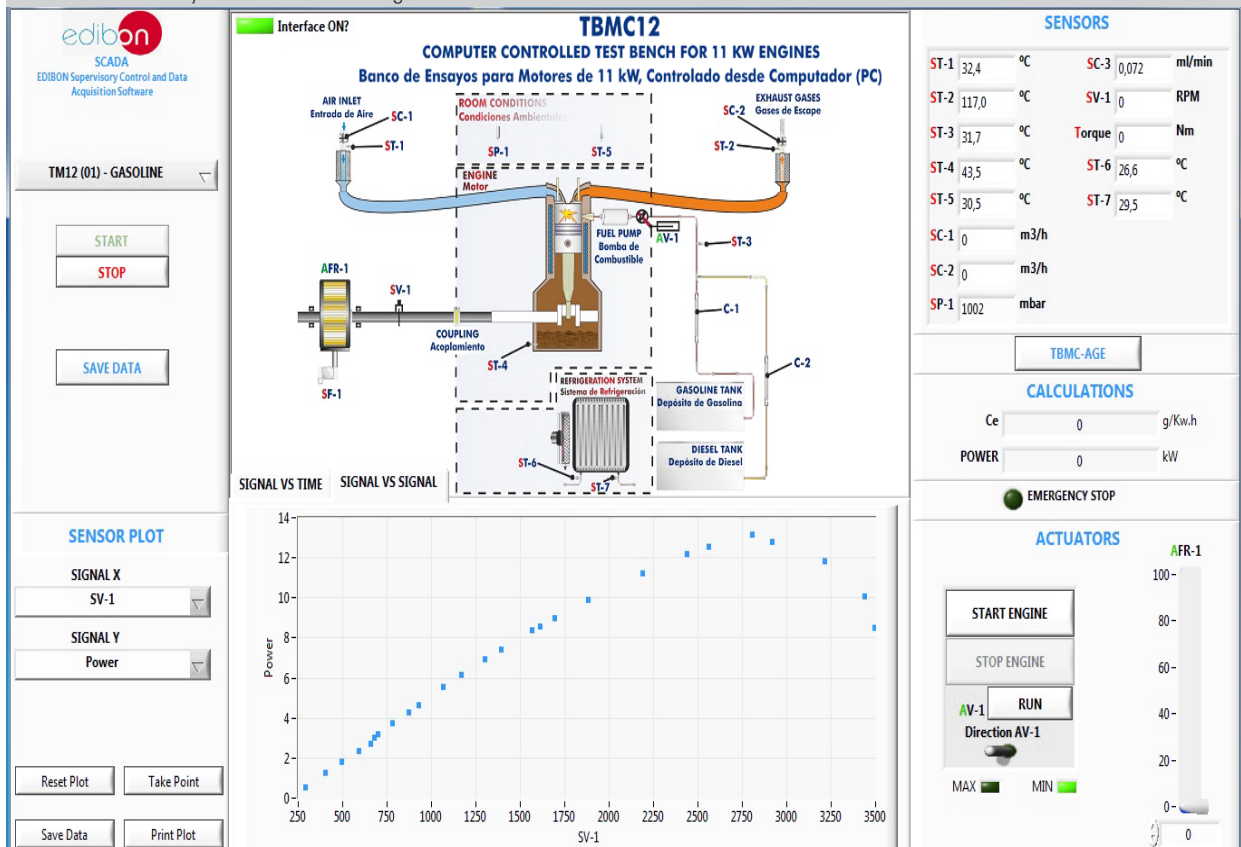 edibon
SCADA
EDIBON Supervisory Control and Data
Acquisition Software
TM12 (01) - GASOLINE
START
STOP
SAVE DATA
SENSOR PLOT
SIGNAL X
SV-1
SIGNAL Y
Power
Reset Plot
Take Point
Save Data
Print Plot
Interface ON?
TBMC12
COMPUTER CONTROLLED TEST BENCH FOR 11 KW ENGINES
Banco de Ensayos para Motores de 11 kW, Controlado desde Computador (PC)
AIR INLET
Entrada de Aire
SC-1
ST-1
ROOM CONDITIONS
Condiciones Ambientales
SP-1
ST-5
EXHAUST GASES
Gases de Escape
SC-2
ST-2
ENGINE
Motor
FUEL PUMP
Bomba de
Combustible
AV-1
ST-3
AFR-1
SV-1
COUPLING
Acoplamiento
ST-4
SF-1
C-1
C-2
REFRIGERATION SYSTEM
Sistema de Refrigeración
GASOLINE TANK
Depósito de Gasolina
DIESEL TANK
Depósito de Diesel
ST-6
ST-7
SIGNAL VS TIME
SIGNAL VS SIGNAL
14
12
10
8
6
4
2
0
Power
250 500 750 1000 1250 1500 1750 2000 2250 2500 2750 3000 3250 3500
SV-1
SENSORS
ST-1 32,4 ºC
SC-3 0,072 ml/min
ST-2 117,0 ºC
SV-1 0 RPM
ST-3 31,7 ºC
Torque 0 Nm
ST-4 43,5 ºC
ST-6 26,6 ºC
ST-5 30,5 ºC
ST-7 29,5 ºC
SC-1 0 m3/h
SC-2 0 m3/h
SP-1 1002 mbar
TBMC-AGE
CALCULATIONS
Ce 0 g/Kw.h
POWER 0 kW
EMERGENCY STOP
ACTUATORS
START ENGINE
STOP ENGINE
AV-1 RUN
Direction AV-1
MAX MIN
AFR-1
100
80
60
40
20
0
0